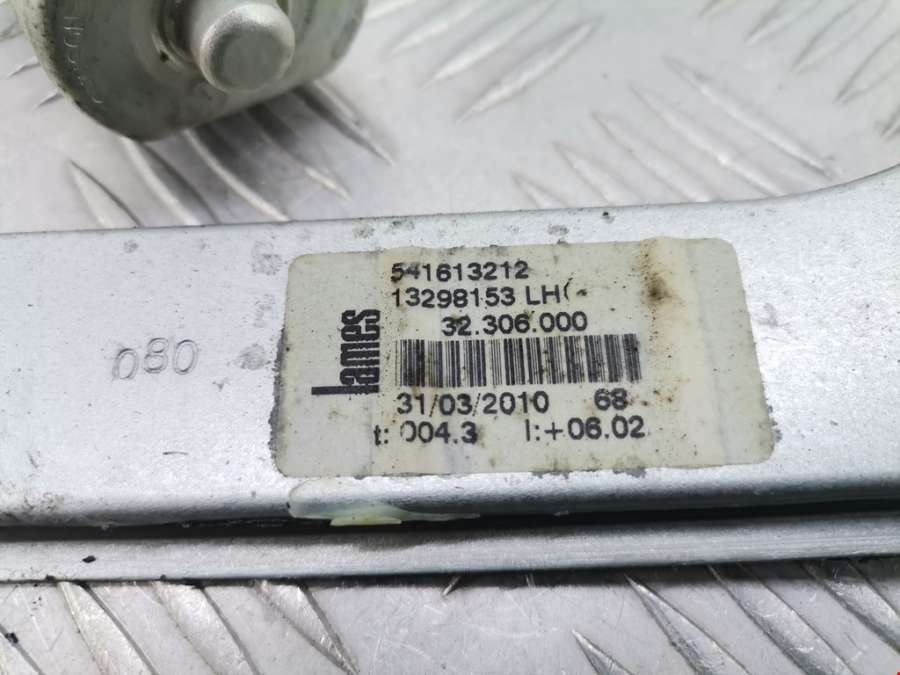 541613212
13298153 LH
32.306.000
lames
31/03/2010 68
t: 004.3 l:+06.02
080